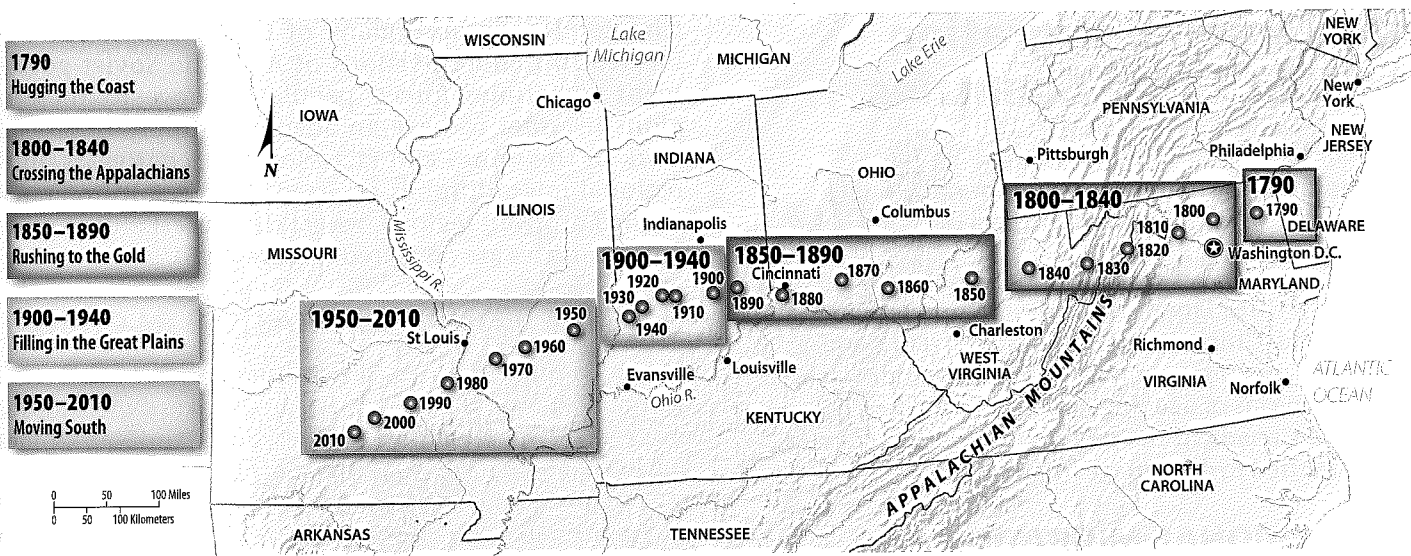 1790
Hugging the Coast
1800–1840
Crossing the Appalachians
1850–1890
Rushing to the Gold
1900–1940
Filling in the Great Plains
1950–2010
Moving South
0 50 100 Miles
0 50 100 Kilometers
N
WISCONSIN
Lake
Michigan
MICHIGAN
Lake Erie
NEW
YORK
IOWA
Chicago
New
York
PENNSYLVANIA
NEW
JERSEY
Pittsburgh
Philadelphia
INDIANA
OHIO
ILLINOIS
Indianapolis
Columbus
MISSOURI
Mississippi R.
1790
1790
DELAWARE
1800–1840
1800
1810
1820
1830
1840
Washington D.C.
MARYLAND
1850–1890
Cincinnati
1850
1860
1870
1880
1890
1900–1940
1900
1910
1920
1930
1940
1950–2010
St Louis
1950
1960
1970
1980
1990
2000
2010
Evansville
Ohio R.
Louisville
Charleston
WEST
VIRGINIA
Richmond
VIRGINIA
Norfolk
ATLANTIC
OCEAN
KENTUCKY
APPALACHIAN MOUNTAINS
NORTH
CAROLINA
TENNESSEE
ARKANSAS